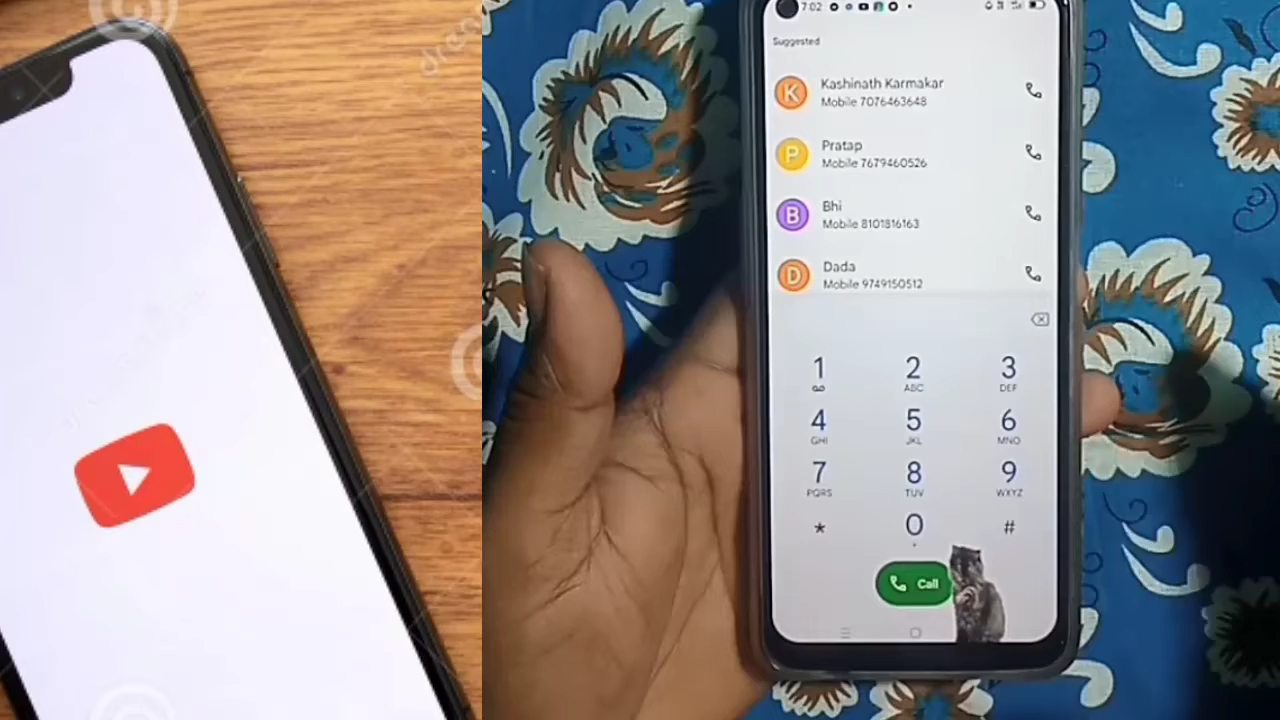 7:02
Suggested
K
Kashinath Karmakar
Mobile 7076463648
P
Pratap
Mobile 7679460526
B
Bhi
Mobile 8101816163
D
Dada
Mobile 9749150512
1 2 3
ABC DEF
4 5 6
GHI JKL MNO
7 8 9
PQRS TUV WXYZ
* 0 #
+
Call